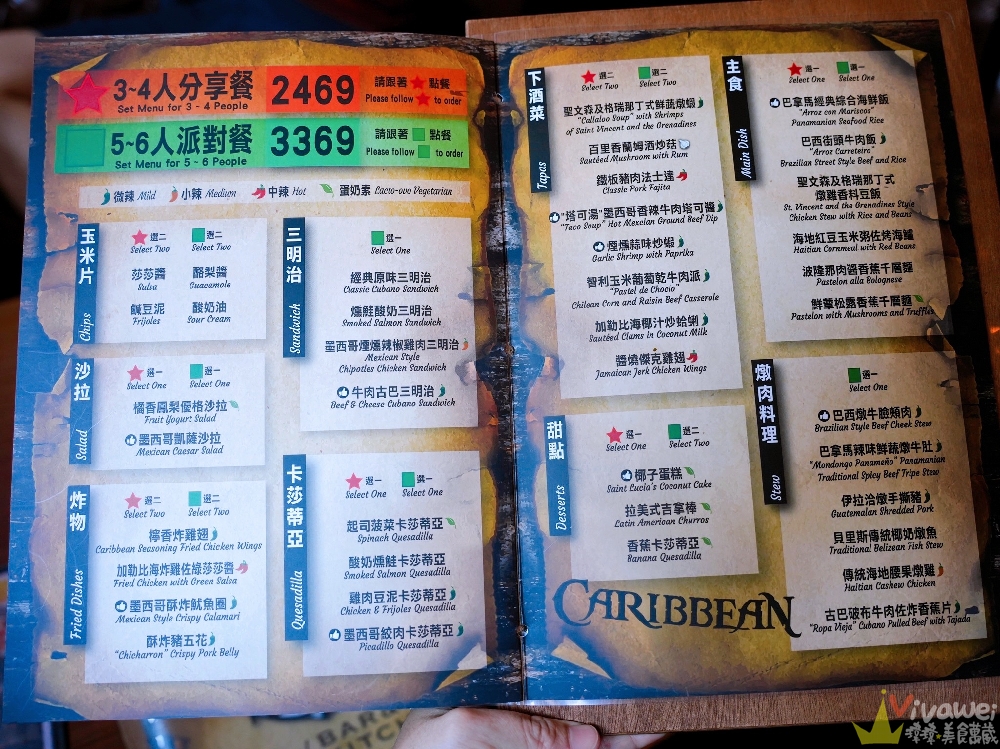 3~4人分享餐
Set Menu for 3 - 4 People
2469
請跟著 點餐
Please follow to order
5~6人派對餐
Set Menu for 5 ~ 6 People
3369
請跟著 點餐
Please follow to order
微辣 Mild 小辣 Medium 中辣 Hot 蛋奶素 Lacto-ovo Vegetarian
玉米片
Chips
選二
Select Two
選二
Select Two
莎莎醬
Salsa
酪梨醬
Guacamole
鹹豆泥
Frijoles
酸奶油
Sour Cream
沙拉
Salad
選一
Select One
選一
Select One
橘香鳳梨優格沙拉
Fruit Yogurt Salad
墨西哥凱薩沙拉
Mexican Caesar Salad
炸物
Fried Dishes
選二
Select Two
選二
Select Two
檸香炸雞翅
Caribbean Seasoning Fried Chicken Wings
加勒比海炸雞佐綠莎莎醬
Fried Chicken with Green Salsa
墨西哥酥炸魷魚圈
Mexican Style Crispy Calamari
酥炸豬五花
"Chicharron" Crispy Pork Belly
三明治
Sandwich
選一
Select One
經典原味三明治
Classic Cubano Sandwich
燻鮭酸奶三明治
Smoked Salmon Sandwich
墨西哥煙燻辣椒雞肉三明治
Mexican Style
Chipotles Chicken Sandwich
牛肉古巴三明治
Beef & Cheese Cubano Sandwich
卡莎蒂亞
Quesadilla
選一
Select One
選一
Select One
起司菠菜卡莎蒂亞
Spinach Quesadilla
酸奶燻鮭卡莎蒂亞
Smoked Salmon Quesadilla
雞肉豆泥卡莎蒂亞
Chicken & Frijoles Quesadilla
墨西哥絞肉卡莎蒂亞
Picadillo Quesadilla
下酒菜
Tapas
選二
Select Two
選二
Select Two
聖文森及格瑞那丁式鮮蔬燉蝦
"Callaloo Soup" with Shrimps
of Saint Vincent and the Grenadines
百里香蘭姆酒炒菇
Sautéed Mushroom with Rum
鐵板豬肉法士達
Classic Pork Fajita
"塔可湯"墨西哥香辣牛肉塔可醬
"Taco Soup" Hot Mexcian Ground Beef Dip
煙燻蒜味炒蝦
Garlic Shrimp with Paprika
智利玉米葡萄乾牛肉派
"Pastel de Choclo"
Chilean Corn and Raisin Beef Casserole
加勒比海椰汁炒蛤蜊
Sautéed Clams in Coconut Milk
醬燒傑克雞翅
Jamaican Jerk Chicken Wings
甜點
Desserts
選一
Select One
選二
Select Two
椰子蛋糕
Saint Lucia's Coconut Cake
拉美式吉拿棒
Latin American Churros
香蕉卡莎蒂亞
Banana Quesadilla
主食
Main Dish
選一
Select One
選一
Select One
巴拿馬經典綜合海鮮飯
"Arroz con Mariscos"
Panamanian Seafood Rice
巴西街頭牛肉飯
"Arroz Carreteiro"
Brezilian Street Style Beef and Rice
聖文森及格瑞那丁式
燉雞香料豆飯
St. Vincent and the Grenadines Style
Chicken Stew with Rice and Beans
海地紅豆玉米粥佐烤海鱸
Haitian Cornmeal with Red Beans
波隆那肉醬香蕉千層麵
Pastelon alla Bolognese
鮮蕈松露香蕉千層麵
Pastelon with Mushrooms and Truffles
燉肉料理
Stew
選一
Select One
巴西燉牛臉頰肉
Brazilian Style Beef Cheek Stew
巴拿馬辣味鮮蔬燉牛肚
"Mondongo Panameño" Panamanian
Traditional Spicy Beef Tripe Stew
伊拉洽燉手撕豬
Guatemalan Shredded Pork
貝里斯傳統椰奶燉魚
Traditional Belizean Fish Stew
傳統海地腰果燉雞
Haitian Cashew Chicken
古巴破布牛肉佐炸香蕉片
"Ropa Vieja" Cubano Pulled Beef with Tajada
CARIBBEAN
Vivawei
瑋瑋*美食萬歲